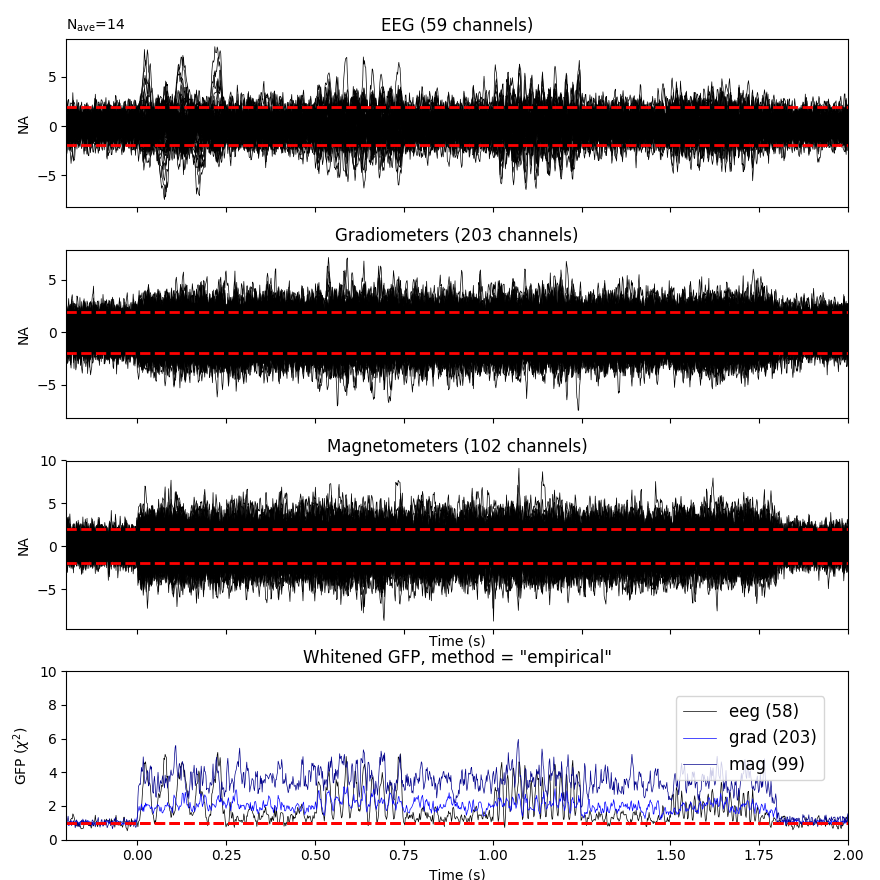 N_ave=14
EEG (59 channels)
5
0
−5
NA
Gradiometers (203 channels)
5
0
−5
NA
Magnetometers (102 channels)
10
5
0
−5
NA
Time (s)
Whitened GFP, method = "empirical"
10
8
6
4
2
0
GFP (χ²)
eeg (58)
grad (203)
mag (99)
0.00 0.25 0.50 0.75 1.00 1.25 1.50 1.75 2.00
Time (s)